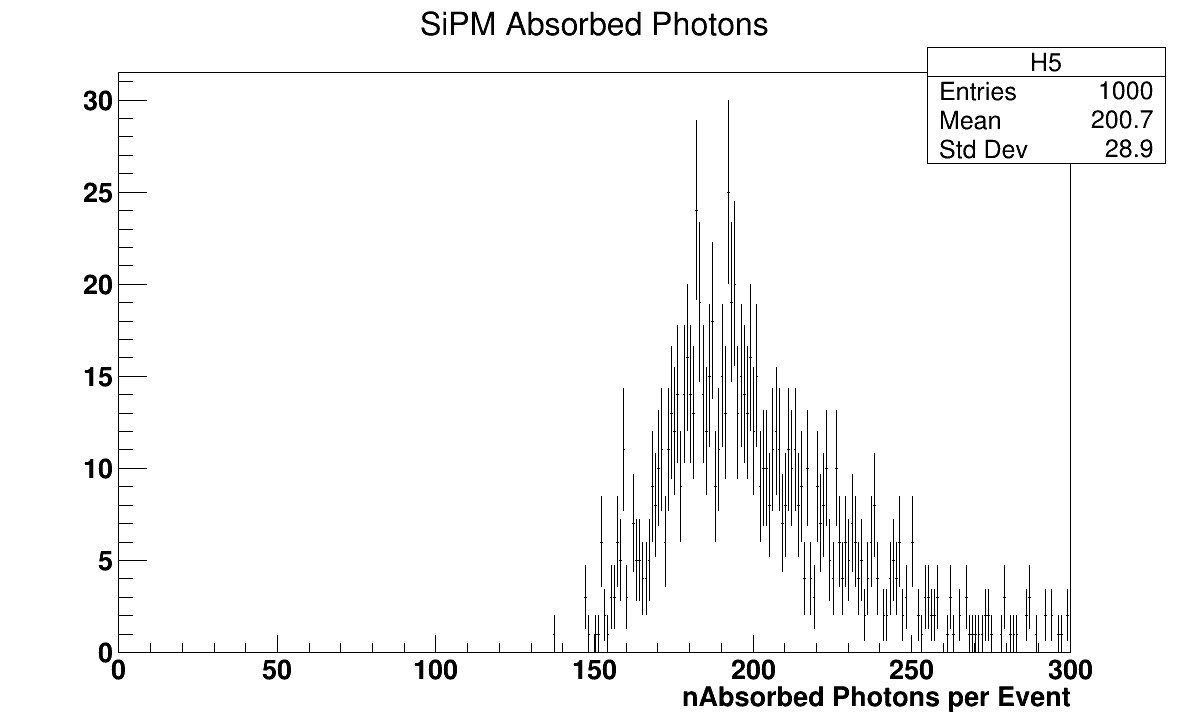 SiPM Absorbed Photons
H5
Entries 1000
Mean 200.7
Std Dev 28.9
30
25
20
15
10
5
0
0 50 100 150 200 250 300
nAbsorbed Photons per Event